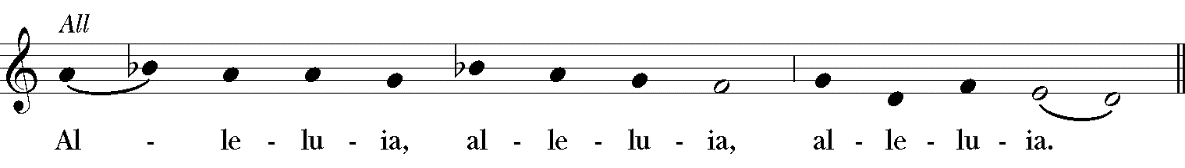 All
Al - le - lu - ia, al - le - lu - ia, al - le - lu - ia.